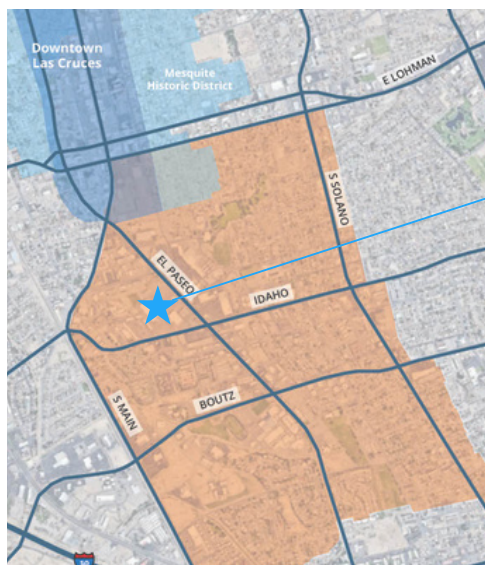 Downtown
Las Cruces
Mesquite
Historic District
E LOHMAN
S SOLANO
EL PASEO
IDAHO
BOUTZ
S MAIN